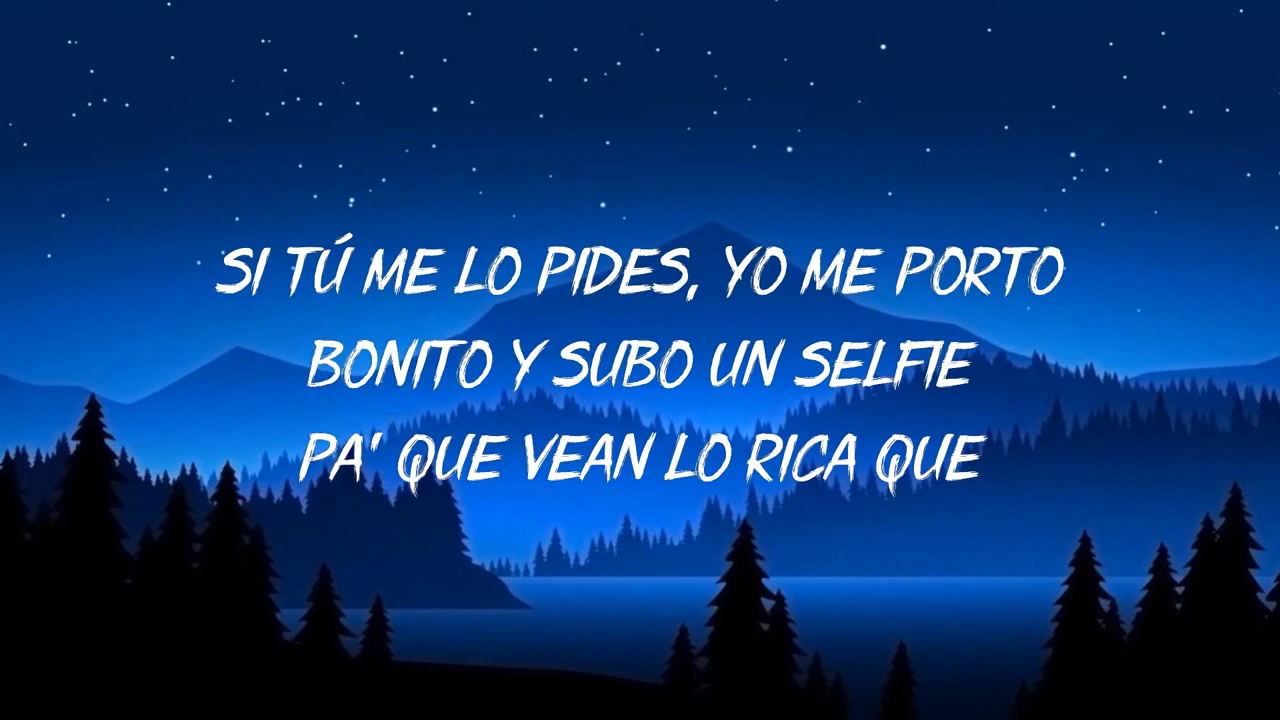 SI TÚ ME LO PIDES, YO ME PORTO
BONITO Y SUBO UN SELFIE
PA' QUE VEAN LO RICA QUE